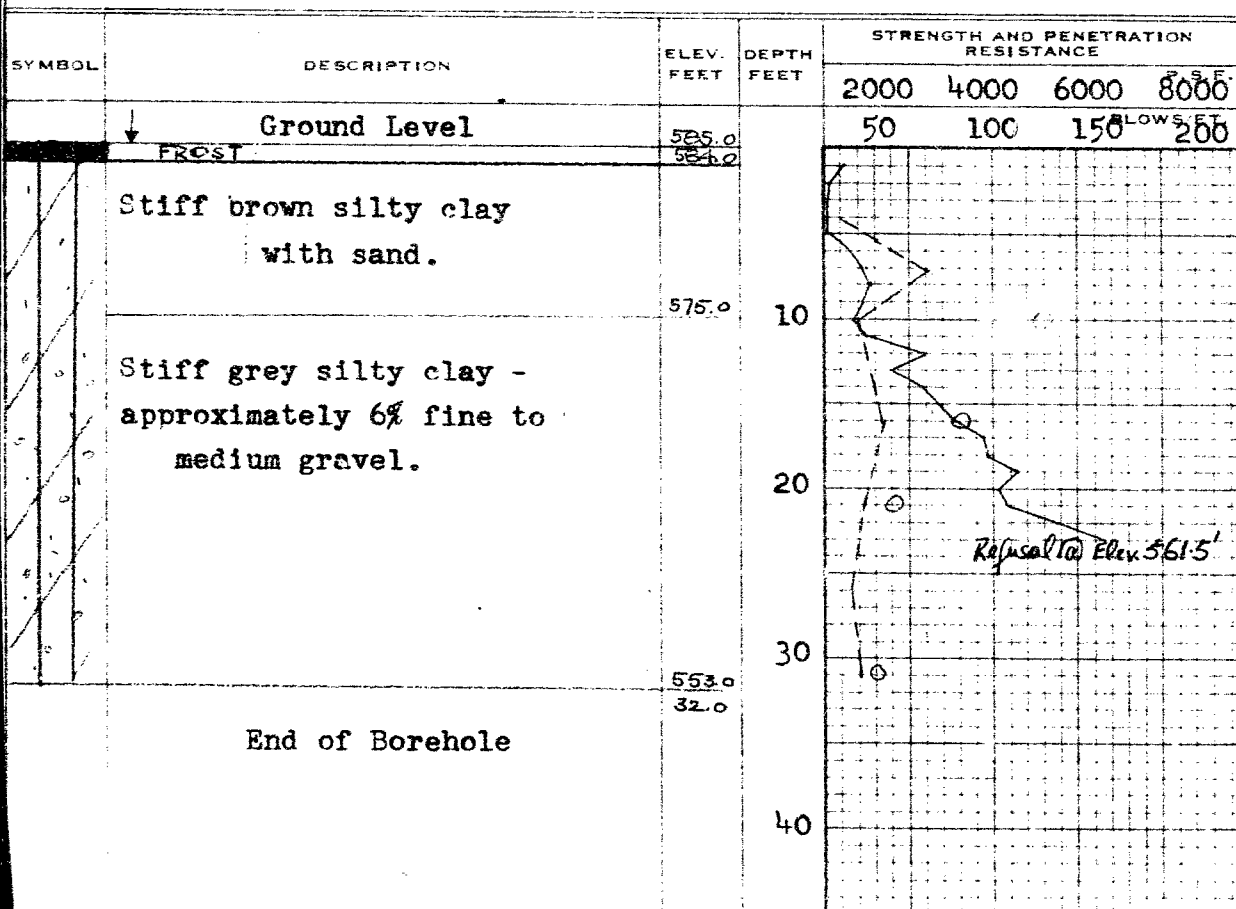 SYMBOL
DESCRIPTION
ELEV. FEET
DEPTH FEET
STRENGTH AND PENETRATION RESISTANCE
P.S.F.
2000 4000 6000 8000
BLOWS/FT.
50 100 150 200
Ground Level
585.0
FROST
584.0
Stiff brown silty clay
with sand.
575.0
10
Stiff grey silty clay -
approximately 6% fine to
medium gravel.
20
Refusal @ Elev. 561.5'
30
553.0
32.0
End of Borehole
40